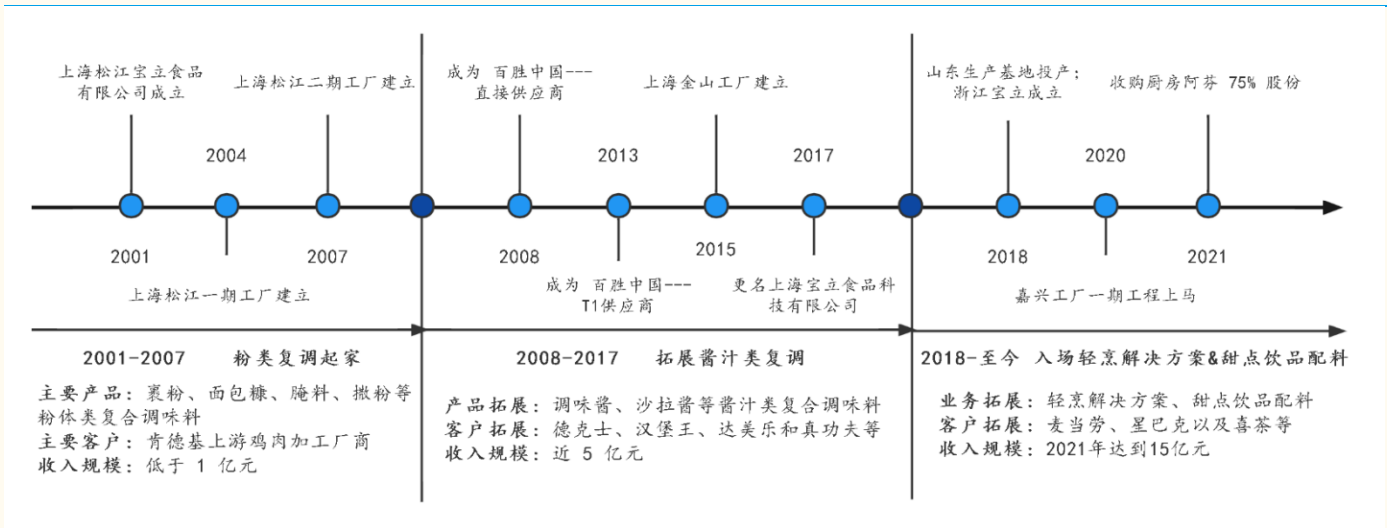 上海松江宝立食品
有限公司成立
上海松江二期工厂建立
2004
2001
2007
上海松江一期工厂建立
成为 百胜中国---
直接供应商
上海金山工厂建立
2013
2017
2008
2015
成为 百胜中国---
T1供应商
更名上海宝立食品科
技有限公司
山东生产基地投产；
浙江宝立成立
收购厨房阿芬 75% 股份
2020
2018
2021
嘉兴工厂一期工程上马
2001-2007 粉类复调起家
主要产品：裹粉、面包糠、腌料、撒粉等
粉体类复合调味料
主要客户：肯德基上游鸡肉加工厂商
收入规模：低于 1 亿元
2008-2017 拓展酱汁类复调
产品拓展：调味酱、沙拉酱等酱汁类复合调味料
客户拓展：德克士、汉堡王、达美乐和真功夫等
收入规模：近 5 亿元
2018-至今 入场轻烹解决方案&甜点饮品配料
业务拓展：轻烹解决方案、甜点饮品配料
客户拓展：麦当劳、星巴克以及喜茶等
收入规模：2021年达到15亿元